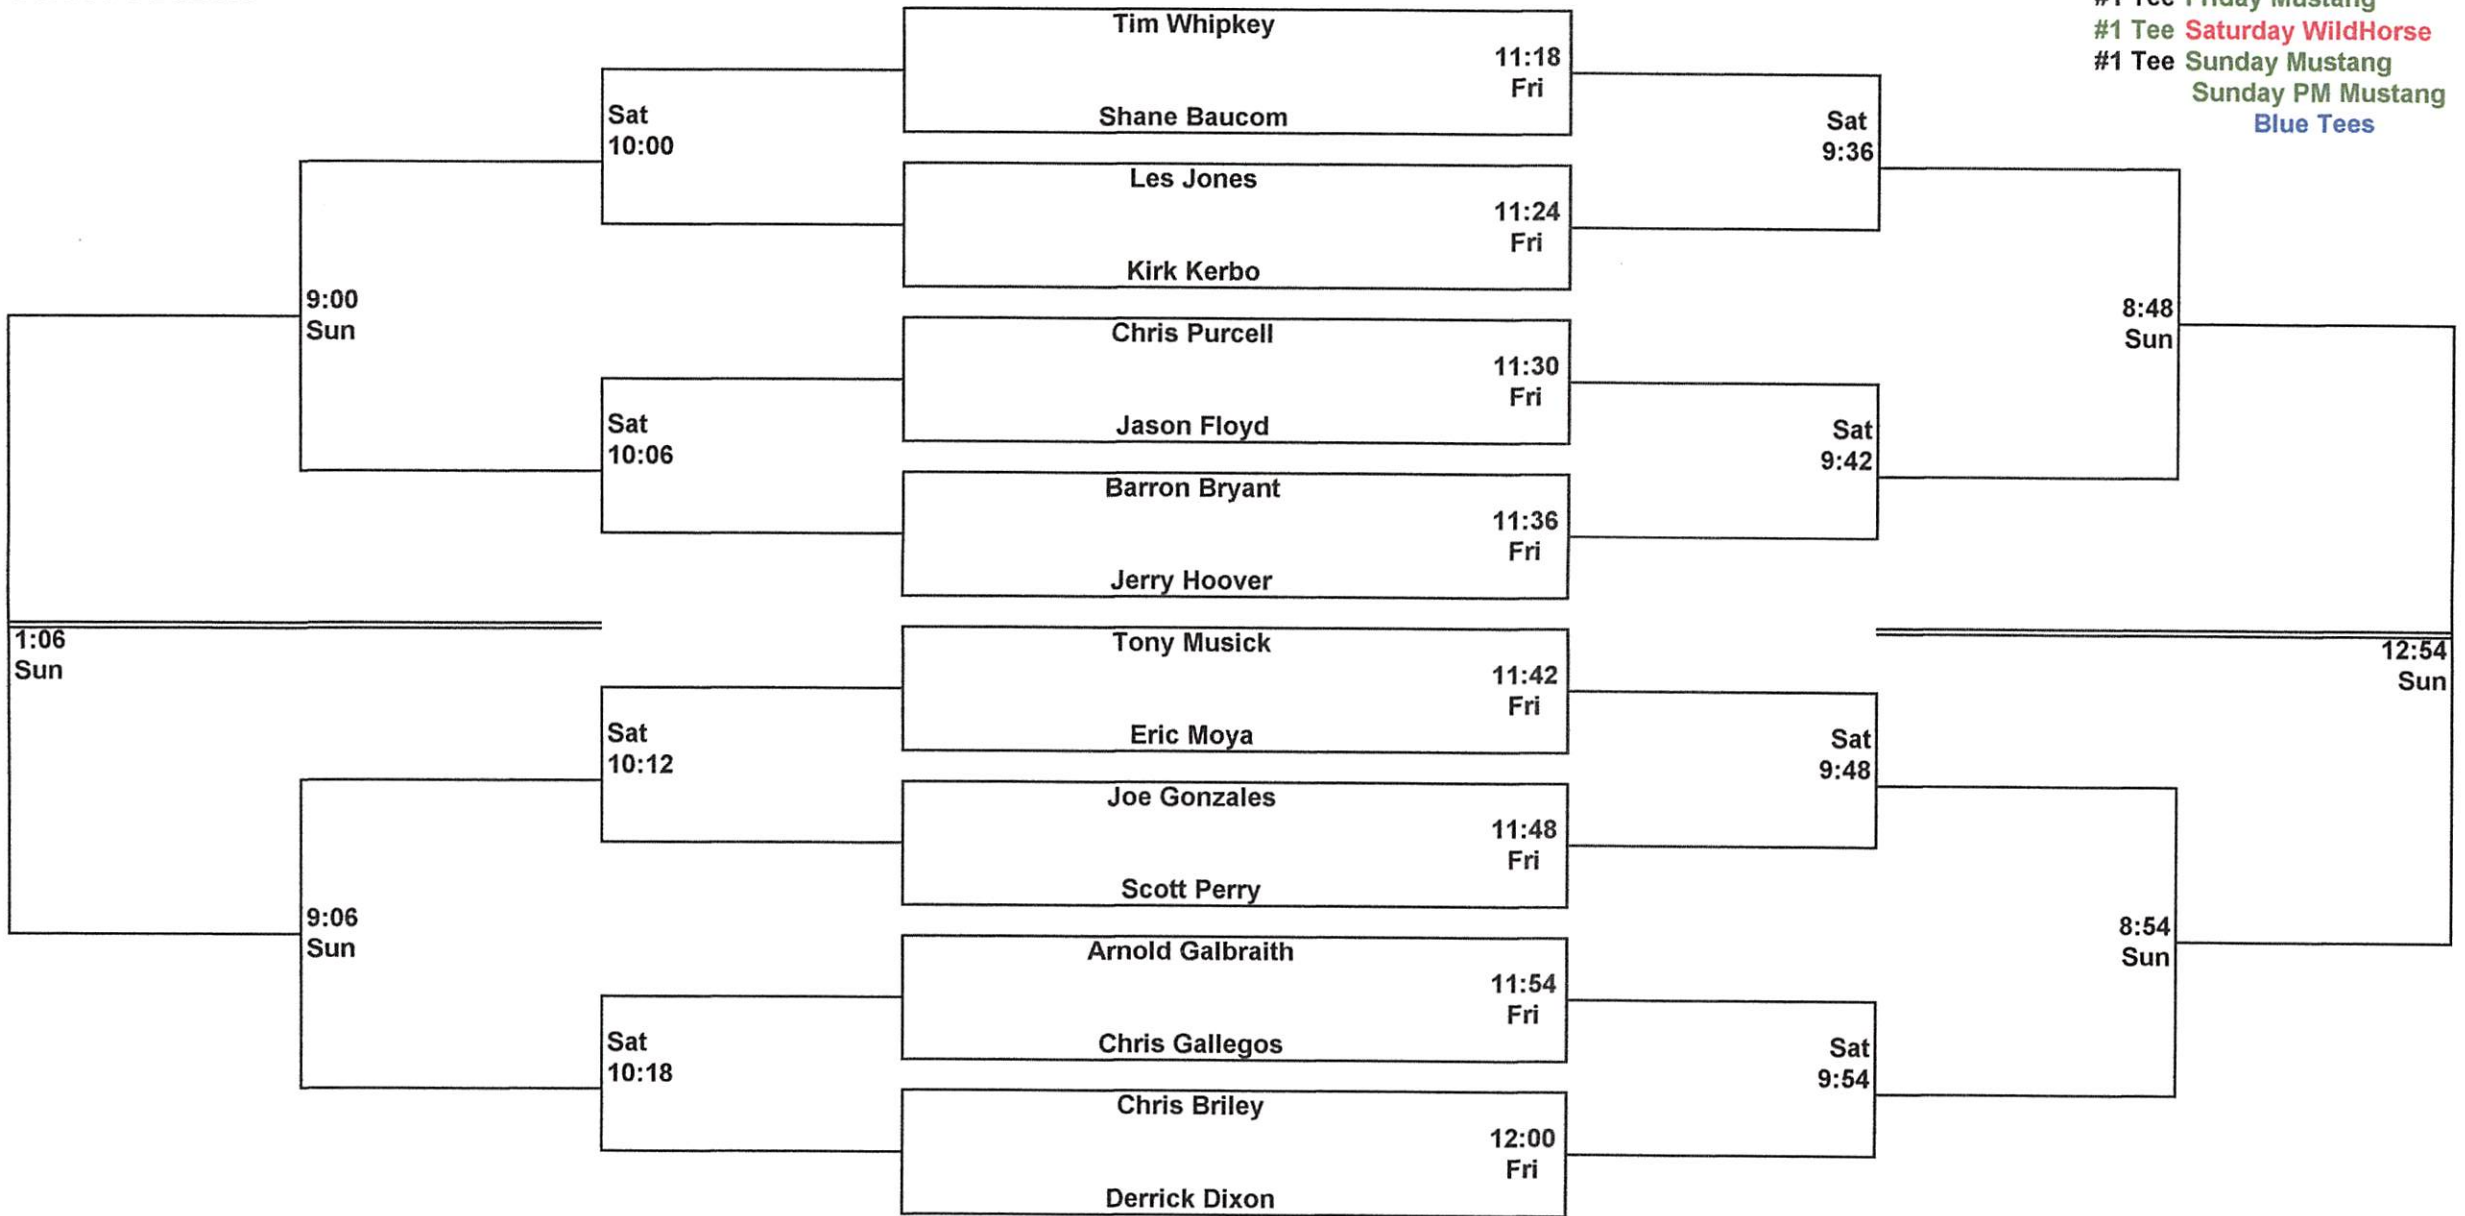 #1 Tee Friday Mustang
#1 Tee Saturday WildHorse
#1 Tee Sunday Mustang
Sunday PM Mustang
Blue Tees
Tim Whipkey
11:18
Fri
Shane Baucom
Sat
10:00
Sat
9:36
Les Jones
11:24
Fri
Kirk Kerbo
9:00
Sun
8:48
Sun
Chris Purcell
11:30
Fri
Jason Floyd
Sat
10:06
Sat
9:42
Barron Bryant
11:36
Fri
Jerry Hoover
1:06
Sun
12:54
Sun
Tony Musick
11:42
Fri
Eric Moya
Sat
10:12
Sat
9:48
Joe Gonzales
11:48
Fri
Scott Perry
9:06
Sun
8:54
Sun
Arnold Galbraith
11:54
Fri
Chris Gallegos
Sat
10:18
Sat
9:54
Chris Briley
12:00
Fri
Derrick Dixon